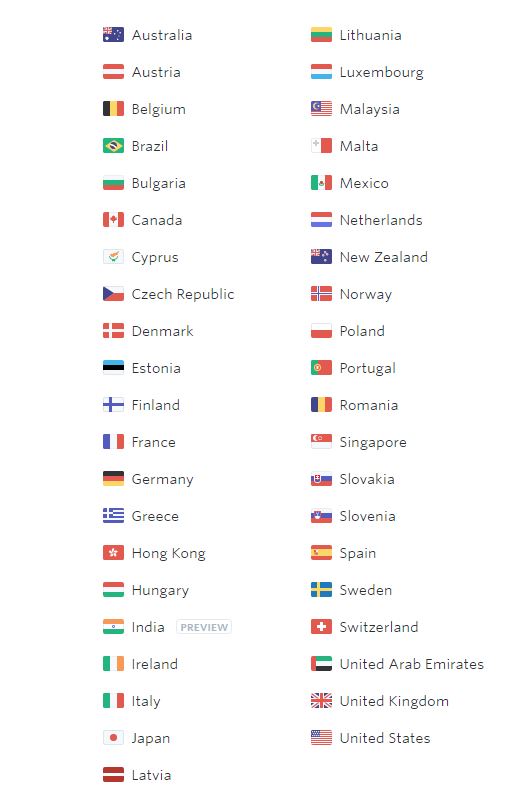 Australia
Austria
Belgium
Brazil
Bulgaria
Canada
Cyprus
Czech Republic
Denmark
Estonia
Finland
France
Germany
Greece
Hong Kong
Hungary
India PREVIEW
Ireland
Italy
Japan
Latvia
Lithuania
Luxembourg
Malaysia
Malta
Mexico
Netherlands
New Zealand
Norway
Poland
Portugal
Romania
Singapore
Slovakia
Slovenia
Spain
Sweden
Switzerland
United Arab Emirates
United Kingdom
United States